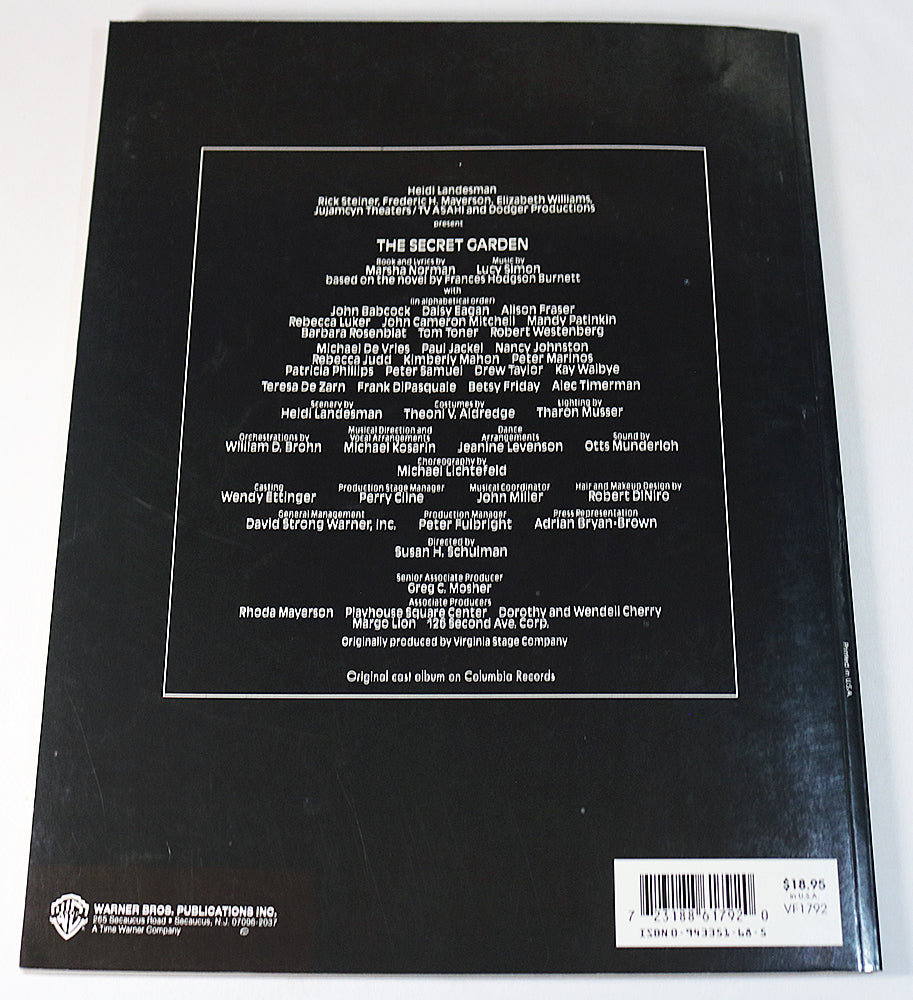 Heidi Landesman
Rick Steiner, Frederic H. Mayerson, Elizabeth Williams,
Jujamcyn Theaters/TV ASAHI and Dodger Productions
present
THE SECRET GARDEN
Book and Lyrics by Music by
Marsha Norman Lucy Simon
based on the novel by Frances Hodgson Burnett
with
(in alphabetical order)
John Babcock Daisy Eagan Alison Fraser
Rebecca Luker John Cameron Mitchell Mandy Patinkin
Barbara Rosenblat Tom Toner Robert Westenberg
Michael De Vries Paul Jackel Nancy Johnston
Rebecca Judd Kimberly Mahon Peter Marinos
Patricia Phillips Peter Samuel Drew Taylor Kay Walbye
Teresa De Zarn Frank DiPasquale Betsy Friday Alec Timerman
Scenery by Costumes by Lighting by
Heidi Landesman Theoni V. Aldredge Tharon Musser
Musical Direction and Dance
Orchestrations by Vocal Arrangements Arrangements Sound by
William D. Brohn Michael Kosarin Jeanine Levenson Otts Munderloh
Choreography by
Michael Lichtefeld
Casting Production Stage Manager Musical Coordinator Hair and Makeup Design by
Wendy Ettinger Perry Cline John Miller Robert DiNiro
General Management Production Manager Press Representation
David Strong Warner, Inc. Peter Fulbright Adrian Bryan-Brown
Directed by
Susan H. Schulman
Senior Associate Producer
Greg C. Mosher
Associate Producers
Rhoda Mayerson Playhouse Square Center Dorothy and Wendell Cherry
Margo Lion 126 Second Ave. Corp.
Originally produced by Virginia Stage Company
Original cast album on Columbia Records
Printed in U.S.A.
WB
WARNER BROS. PUBLICATIONS INC.
265 Secaucus Road • Secaucus, N.J. 07096-2037
A Time Warner Company
$18.95
in U.S.A.
VF1792
7 23188 61792 0
ISBN 0-943351-68-5